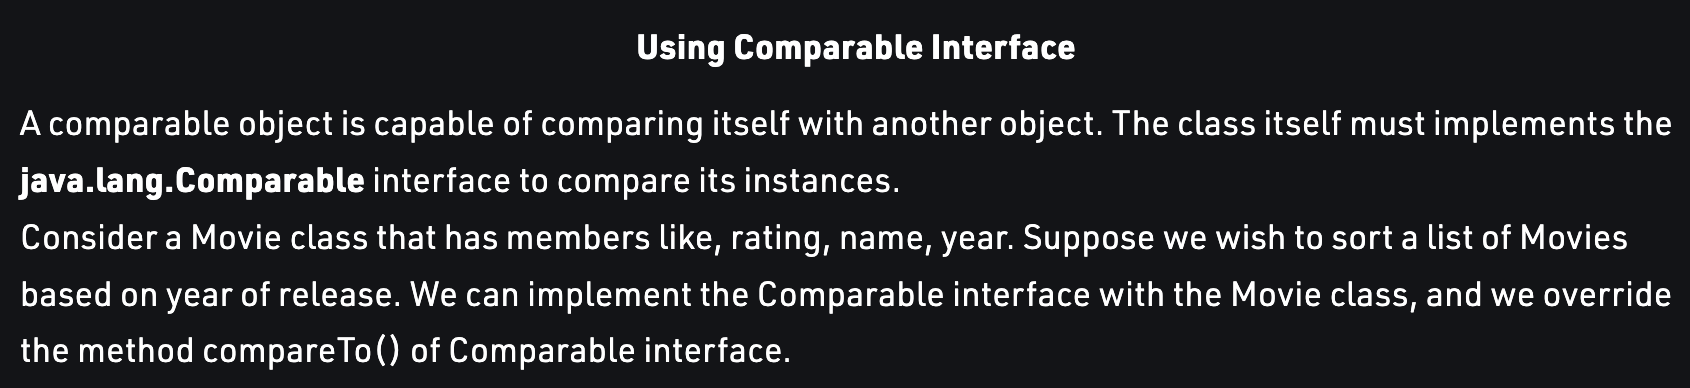 Using Comparable Interface
A comparable object is capable of comparing itself with another object. The class itself must implements the
java.lang.Comparable interface to compare its instances.
Consider a Movie class that has members like, rating, name, year. Suppose we wish to sort a list of Movies
based on year of release. We can implement the Comparable interface with the Movie class, and we override
the method compareTo() of Comparable interface.